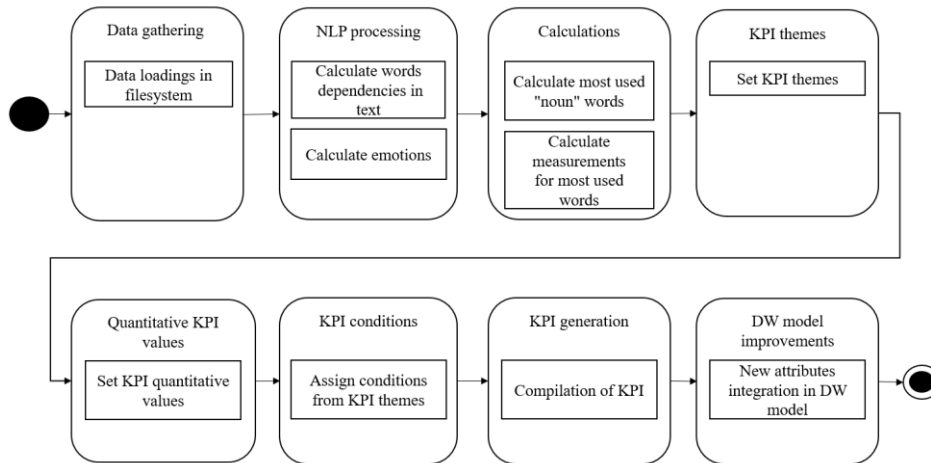 Data gathering
Data loadings in
filesystem
NLP processing
Calculate words
dependencies in
text
Calculate emotions
Calculations
Calculate most used
"noun" words
Calculate
measurements
for most used
words
KPI themes
Set KPI themes
Quantitative KPI
values
Set KPI quantitative
values
KPI conditions
Assign conditions
from KPI themes
KPI generation
Compilation of KPI
DW model
improvements
New attributes
integration in DW
model